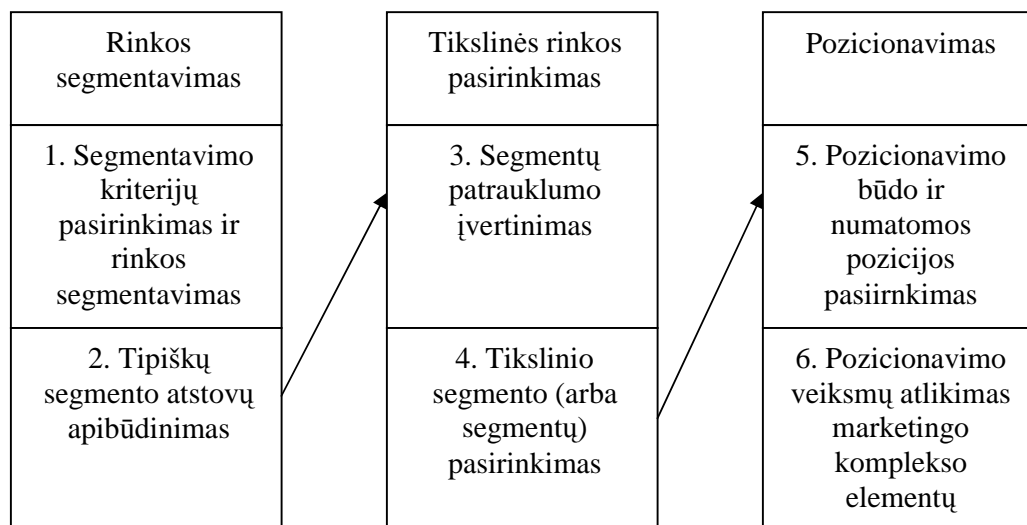 Rinkos
segmentavimas
1. Segmentavimo
kriterijų
pasirinkimas ir
rinkos
segmentavimas
2. Tipiškų
segmento atstovų
apibūdinimas
Tikslinės rinkos
pasirinkimas
3. Segmentų
patrauklumo
įvertinimas
4. Tikslinio
segmento (arba
segmentų)
pasirinkimas
Pozicionavimas
5. Pozicionavimo
būdo ir
numatomos
pozicijos
pasiirnkimas
6. Pozicionavimo
veiksmų atlikimas
marketingo
komplekso
elementų